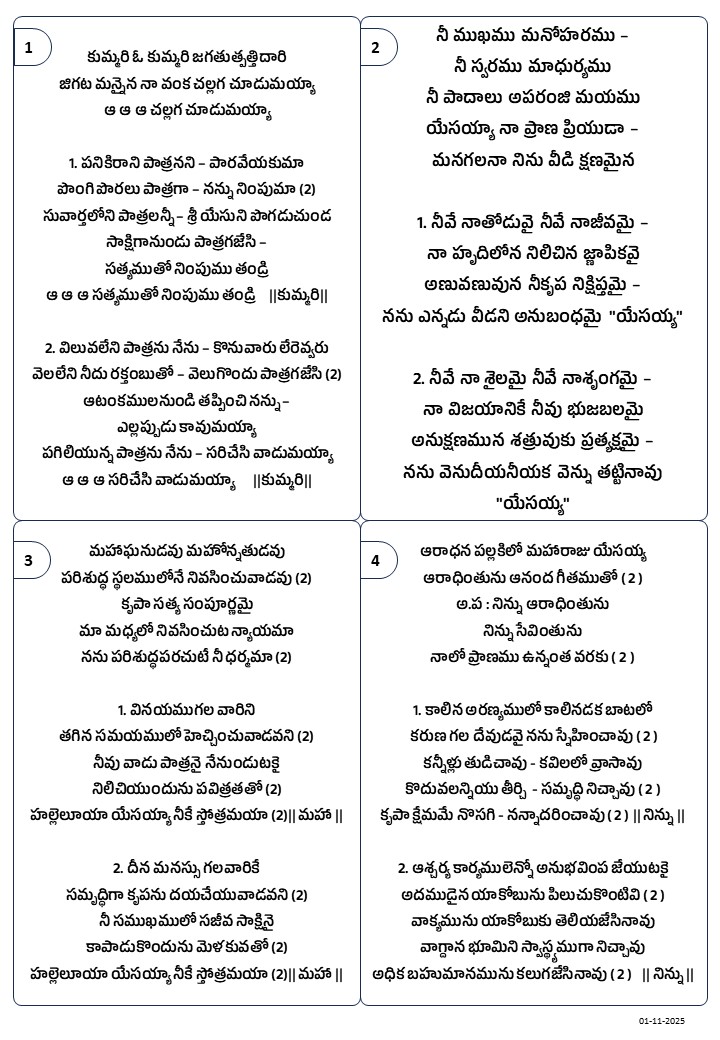 1
కుమ్మరి ఓ కుమ్మరి జగతుత్పత్తిదారి
జిగట మన్నైన నా వంక చల్లగ చూడుమయ్యా
ఆ ఆ ఆ చల్లగ చూడుమయ్యా
1. పనికిరాని పాత్రనని – పారవేయకుమా
పొంగి పొరలు పాత్రగా – నన్ను నింపుమా (2)
సువార్తలోని పాత్రలన్నీ – శ్రీ యేసుని పొగడుచుండ
సాక్షిగానుండు పాత్రగజేసి –
సత్యముతో నింపుము తండ్రి
ఆ ఆ ఆ సత్యముతో నింపుము తండ్రి ||కుమ్మరి||
2. విలువలేని పాత్రను నేను – కొనువారు లేరెవ్వరు
వెలలేని నీదు రక్తంబుతో – వెలుగొందు పాత్రగజేసి (2)
ఆటంకములనుండి తప్పించి నన్ను –
ఎల్లప్పుడు కావుమయ్యా
పగిలియున్న పాత్రను నేను – సరిచేసి వాడుమయ్యా
ఆ ఆ ఆ సరిచేసి వాడుమయ్యా ||కుమ్మరి||
2
నీ ముఖము మనోహరము –
నీ స్వరము మాధుర్యము
నీ పాదాలు అపరంజి మయము
యేసయ్యా నా ప్రాణ ప్రియుడా –
మనగలనా నిను వీడి క్షణమైన
1. నీవే నాతోడువై నీవే నాజీవమై –
నా హృదిలోన నిలిచిన జ్ఞాపికవై
అణువణువున నీకృప నిక్షిప్తమై –
నను ఎన్నడు వీడని అనుబంధమై "యేసయ్య"
2. నీవే నా శైలమై నీవే నాశృంగమై –
నా విజయానికే నీవు భుజబలమై
అనుక్షణమున శత్రువుకు ప్రత్యక్షమై –
నను వెనుదీయనీయక వెన్ను తట్టినావు
"యేసయ్య"
3
మహాఘనుడవు మహోన్నతుడవు
పరిశుద్ధ స్థలములోనే నివసించువాడవు (2)
కృపా సత్య సంపూర్ణమై
మా మధ్యలో నివసించుట న్యాయమా
నను పరిశుద్ధపరచుటే నీ ధర్మమా (2)
1. వినయముగల వారిని
తగిన సమయములో హెచ్చించువాడవని (2)
నీవు వాడు పాత్రనై నేనుండుటకై
నిలిచియుందును పవిత్రతతో (2)
హల్లెలూయా యేసయ్యా నీకే స్తోత్రమయా (2)|| మహా ||
2. దీన మనస్సు గలవారికే
సమృద్ధిగా కృపను దయచేయువాడవని (2)
నీ సముఖములో సజీవ సాక్షినై
కాపాడుకొందును మెళకువతో (2)
హల్లెలూయా యేసయ్యా నీకే స్తోత్రమయా (2)|| మహా ||
4
ఆరాధన పల్లకిలో మహారాజు యేసయ్య
ఆరాధింతును ఆనంద గీతముతో ( 2 )
అ.ప : నిన్ను ఆరాధింతును
నిన్ను సేవింతును
నాలో ప్రాణము ఉన్నంత వరకు ( 2 )
1. కాలిన అరణ్యములో కాలినడక బాటలో
కరుణ గల దేవుడవై నను స్నేహించావు ( 2 )
కన్నీళ్లు తుడిచావు - కవిలలో వ్రాసావు
కొదువలన్నియు తీర్చి - సమృద్ధి నిచ్చావు ( 2 )
కృపా క్షేమమే నొసగి - నన్నాదరించావు ( 2 ) || నిన్ను ||
2. ఆశ్చర్య కార్యములెన్నో అనుభవింప జేయుటకై
అదముడైన యాకోబును పిలుచుకొంటివి ( 2 )
వాక్యమును యాకోబుకు తెలియజేసినావు
వాగ్దాన భూమిని స్వాస్థ్యముగా నిచ్చావు
అధిక బహుమానమును కలుగజేసినావు ( 2 ) || నిన్ను ||
01-11-2025